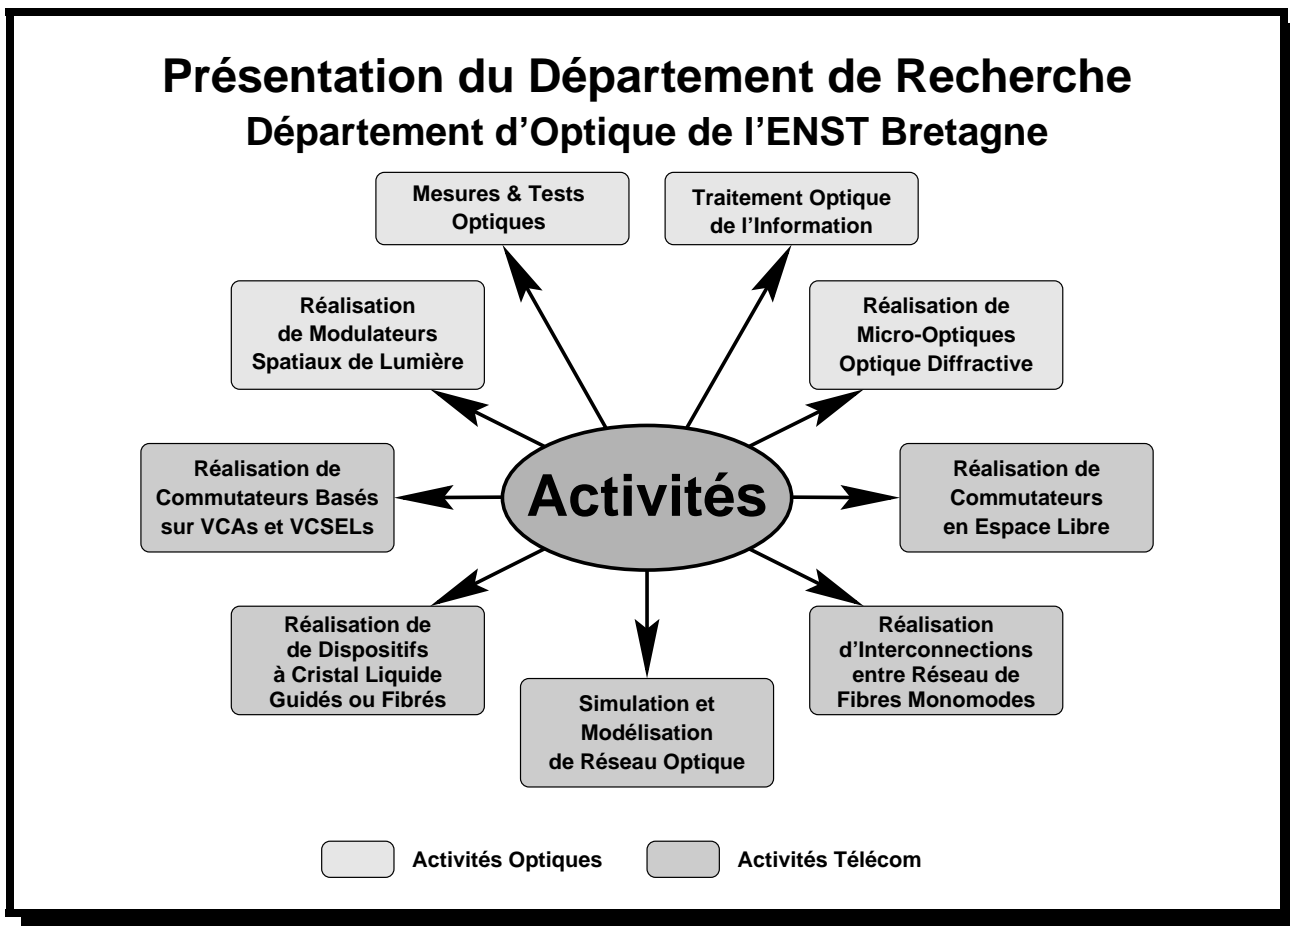 Présentation du Département de Recherche
Département d'Optique de l'ENST Bretagne
Mesures & Tests
Optiques
Traitement Optique
de l'Information
Réalisation
de Modulateurs
Spatiaux de Lumière
Réalisation de
Micro-Optiques
Optique Diffractive
Réalisation de
Commutateurs Basés
sur VCAs et VCSELs
Activités
Réalisation de
Commutateurs
en Espace Libre
Réalisation de
de Dispositifs
à Cristal Liquide
Guidés ou Fibrés
Simulation et
Modélisation
de Réseau Optique
Réalisation
d'Interconnections
entre Réseau de
Fibres Monomodes
Activités Optiques
Activités Télécom